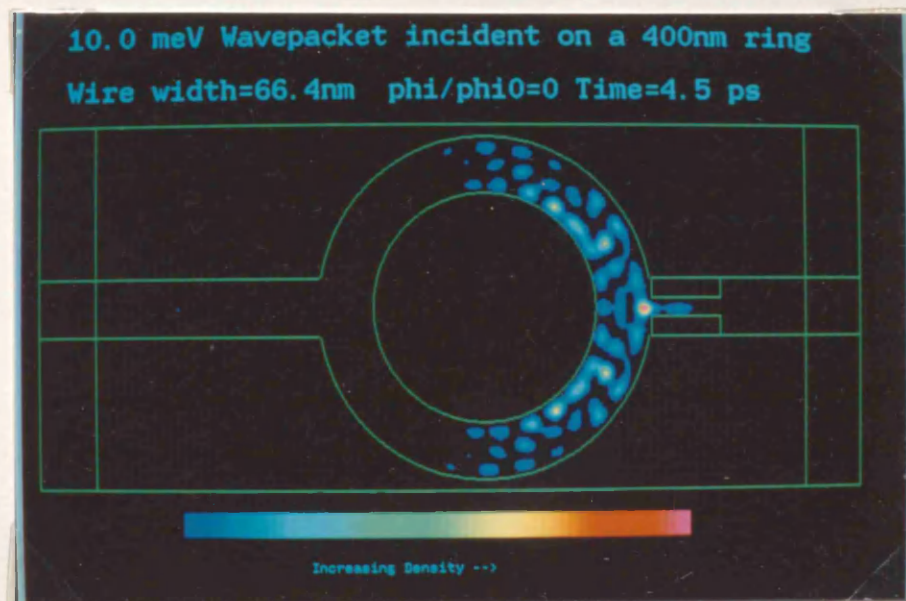 10.0 meV Wavepacket incident on a 400nm ring
Wire width=66.4nm phi/phi0=0 Time=4.5 ps
Increasing Density -->